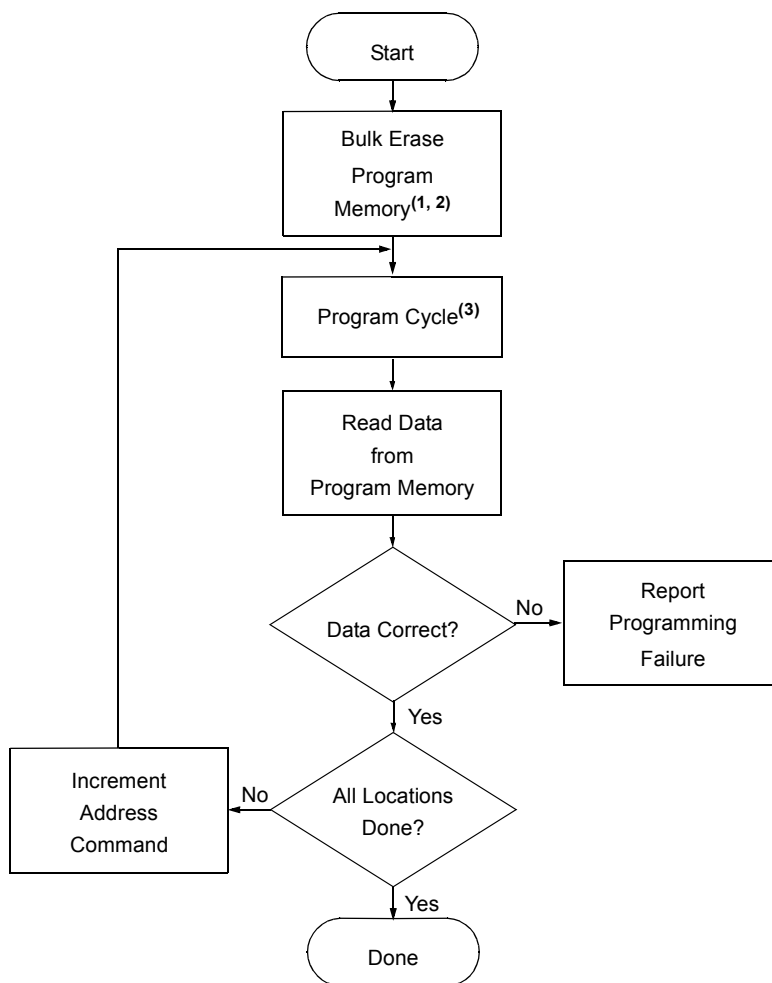 Start
Bulk Erase
Program
Memory(1, 2)
Program Cycle(3)
Read Data
from
Program Memory
Data Correct?
No
Report
Programming
Failure
Yes
All Locations
Done?
No
Increment
Address
Command
Yes
Done